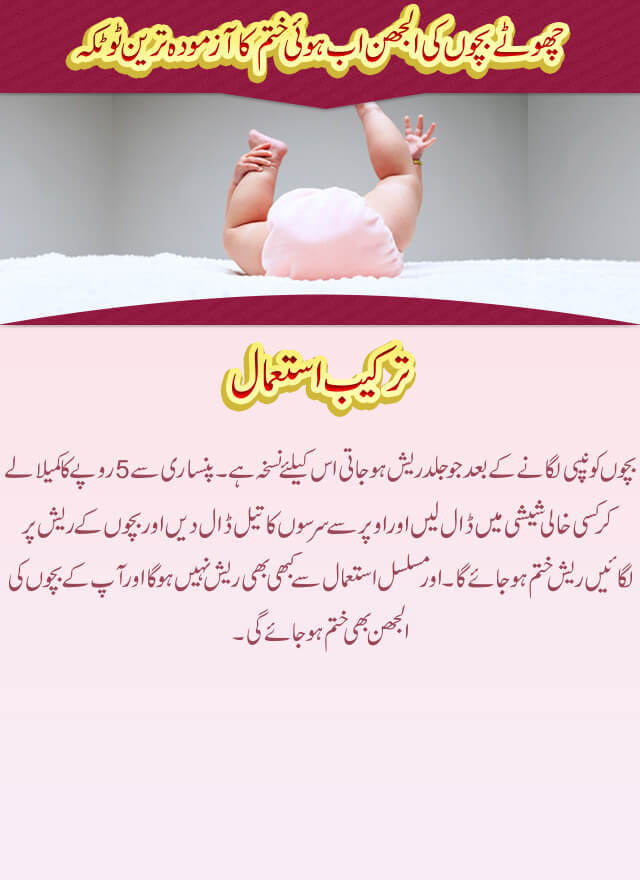 چھوٹے بچوں کی الجھن اب ہوئی ختم کا آزمودہ ترین ٹوٹکہ
ترکیب استعمال
بچوں کو نیپی لگانے کے بعد جو جلد ریش ہو جاتی اس کیلئے نسخہ ہے۔ پنساری سے 5 روپے کا کمیلا لے
کر کسی خالی شیشی میں ڈال لیں اور اوپر سے سرسوں کا تیل ڈال دیں اور بچوں کے ریش پر
لگائیں ریش ختم ہو جائے گا۔ اور مسلسل استعمال سے کبھی بھی ریش نہیں ہوگا اور آپ کے بچوں کی
الجھن بھی ختم ہو جائے گی۔